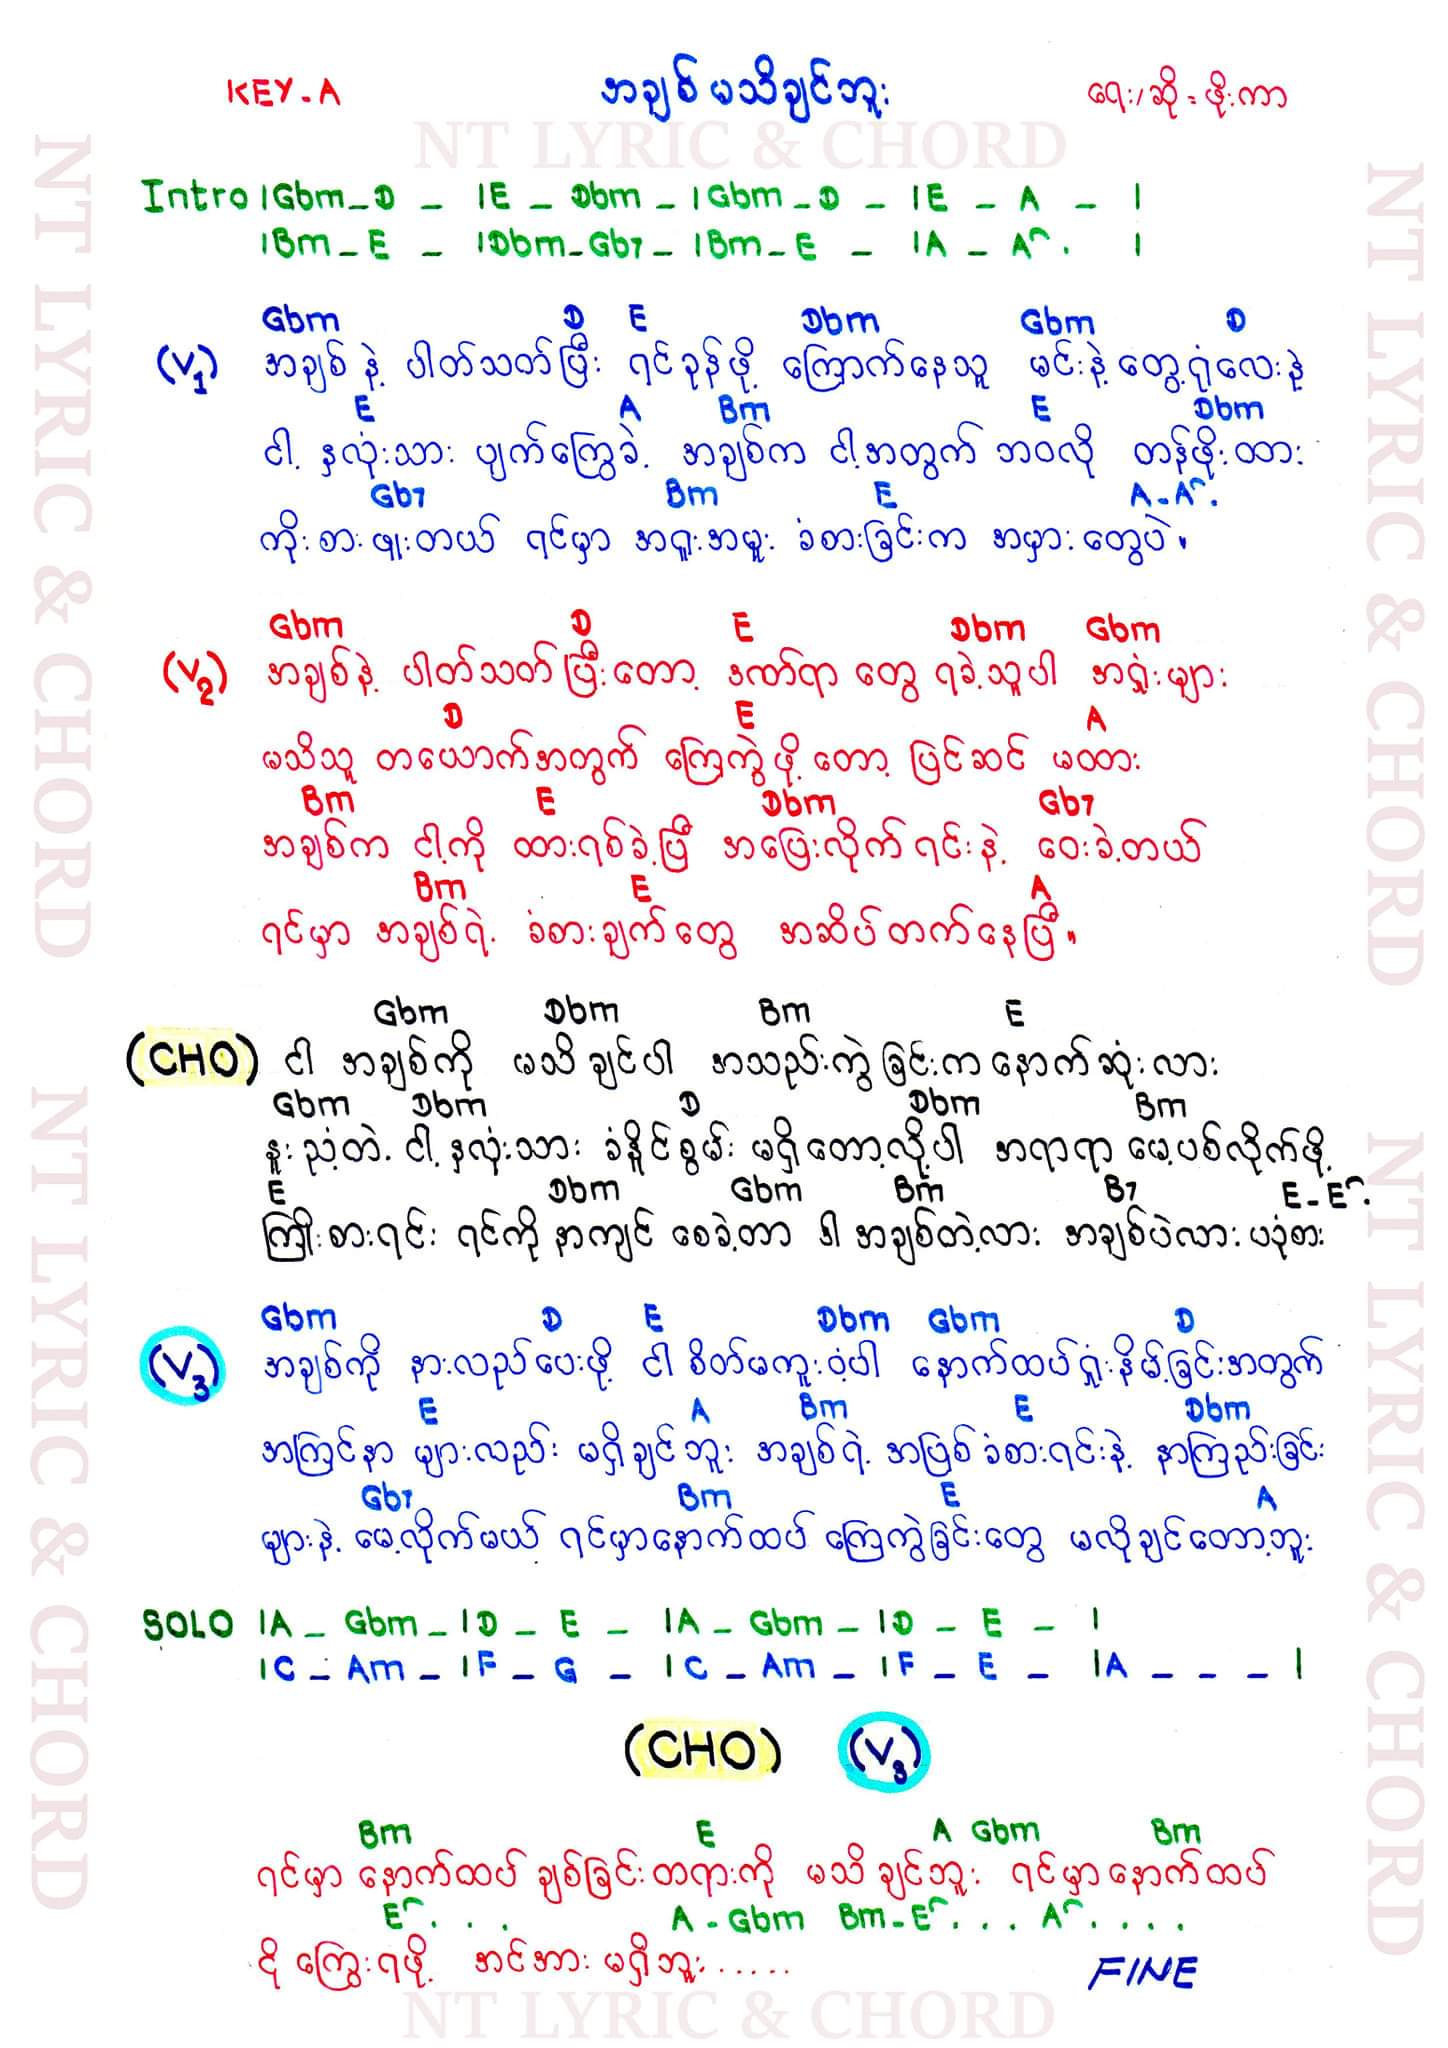 KEY-A အချစ်မသိချင်ဘူး ရေး/ဆို = ဖိုးကာ
NT LYRIC & CHORD
Intro |Gbm_D _ |E _ Dbm _ |Gbm _ D _ |E _ A _ |
|Bm _ E _ |Dbm_Gb7_ |Bm_E _ |A _ A^. |
Gbm D E Dbm Gbm D
(V1) အချစ်နဲ့ ပါတ်သတ်ပြီး ရင်ခုန်ဖို့ ကြောက်နေသူ မင်းနဲ့တွေ့ရုံလေးနဲ့
E A Bm E Dbm
ငါ့ နှလုံးသား ပျက်ကြွေခဲ့ အချစ်က ငါ့အတွက် ဘဝလို တန်ဖိုးထား
Gb7 Bm E A-A^.
ကိုးစားဖူးတယ် ရင်မှာ အရူးအမူး ခံစားခြင်းက အမှားတွေပဲ။
Gbm D E Dbm Gbm
(V2) အချစ်နဲ့ ပါတ်သတ်ပြီးတော့ ဒဏ်ရာတွေ ရခဲ့သူပါ အရှုံးများ
D E A
မသိသူ တယောက်အတွက် ကြေကွဲဖို့တော့ ပြင်ဆင် မထား
Bm E Dbm Gb7
အချစ်က ငါ့ကို ထားရစ်ခဲ့ပြီ အပြေးလိုက်ရင်းနဲ့ ဝေးခဲ့တယ်
Bm E A
ရင်မှာ အချစ်ရဲ့ ခံစားချက်တွေ အဆိပ်တက်နေပြီ။
Gbm Dbm Bm E
(CHO) ငါ အချစ်ကို မသိချင်ပါ အသည်းကွဲခြင်းက နောက်ဆုံးလား
Gbm Dbm D Dbm Bm
နူးညံ့တဲ့ ငါ့နှလုံးသား ခံနိူင်စွမ်း မရှိတော့လို့ပါ အရာရာ မေ့ပစ်လိုက်ဖို့
E Dbm Gbm Bm B7 E-E^.
ကြိုးစားရင်း ရင်ကို နာကျင်စေခဲ့တာ ဒါ အချစ်တဲ့လား အချစ်ပဲလား ပေးစား
Gbm D E Dbm Gbm D
(V3) အချစ်ကို နားလည်ပေးဖို့ ငါ စိတ်မကူးဝံ့ပါ နောက်ထပ်ရှုံးနိမ့်ခြင်းအတွက်
E A Bm E Dbm
အကြင်နာ များလည်း မရှိချင်ဘူး အချစ်ရဲ့ အဖြစ်ခံစားရင်းနဲ့ နာကြည်းခြင်း
Gb7 Bm E A
များနဲ့ မေ့လိုက်မယ် ရင်မှာနောက်ထပ် ကြေကွဲခြင်းတွေ မလိုချင်တော့ဘူး
SOLO |A _ Gbm _ |D _ E _ |A _ Gbm _ |D _ E _ |
|C _ Am _ |F _ G _ |C _ Am _ |F _ E _ |A _ _ _ |
(CHO) (V3)
Bm E A Gbm Bm
ရင်မှာ နောက်ထပ် ချစ်ခြင်းတရားကို မသိချင်ဘူး ရင်မှာနောက်ထပ်
E^... A-Gbm Bm-E^... A^....
ငိုကြွေးရဖို့ အင်အားမရှိဘူး.....
FINE
NT LYRIC & CHORD
NT LYRIC & CHORD
NT LYRIC & CHORD
NT LYRIC & CHORD
NT LYRIC & CHORD